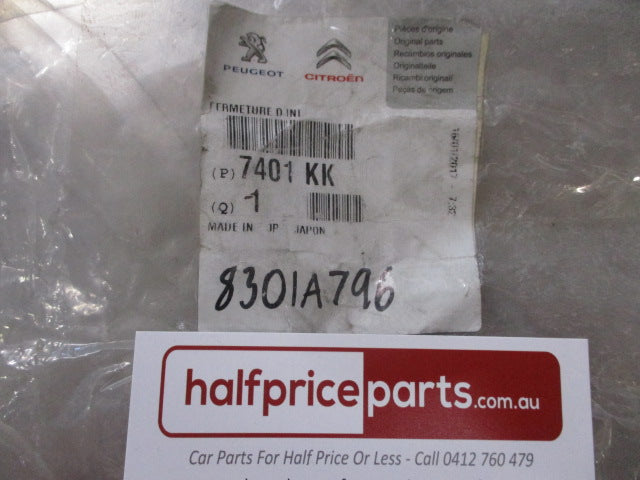 PEUGEOT
CITROËN
Pièces d'origine
Original parts
Recambios originales
Originalteile
Ricambi originali
Peças de origem
FERMETURE D INT
(P) 7401 KK
(Q) 1
MADE IN JP JAPON
8301A796
halfpriceparts.com.au
Car Parts For Half Price Or Less - Call 0412 760 479